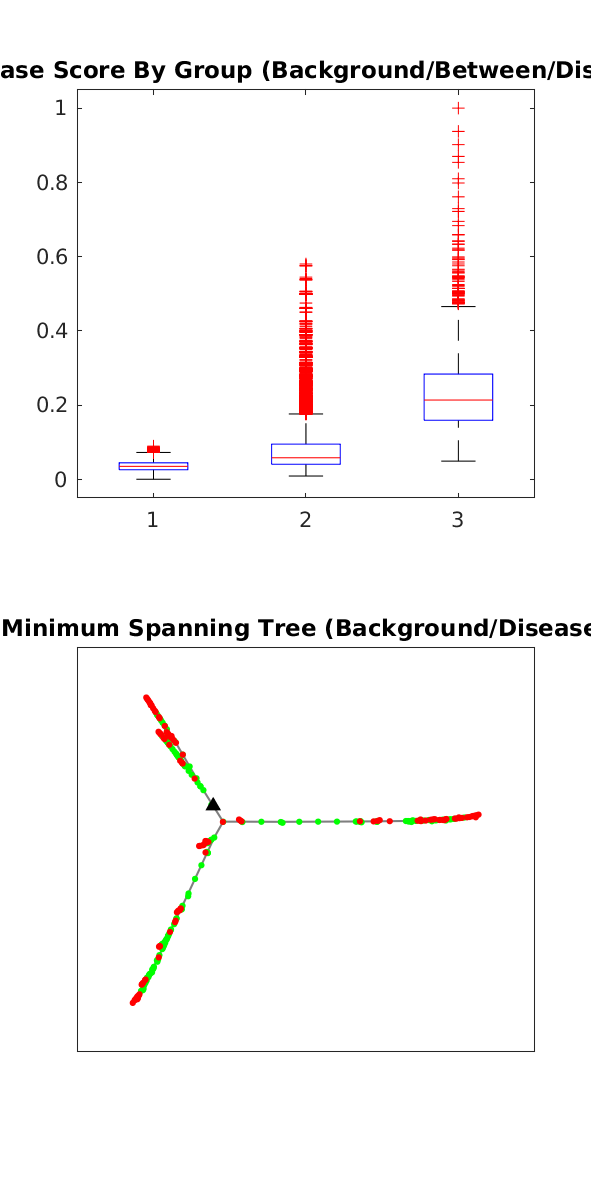 ase Score By Group (Background/Between/Dis
1
0.8
0.6
0.4
0.2
0
1 2 3
Minimum Spanning Tree (Background/Disease